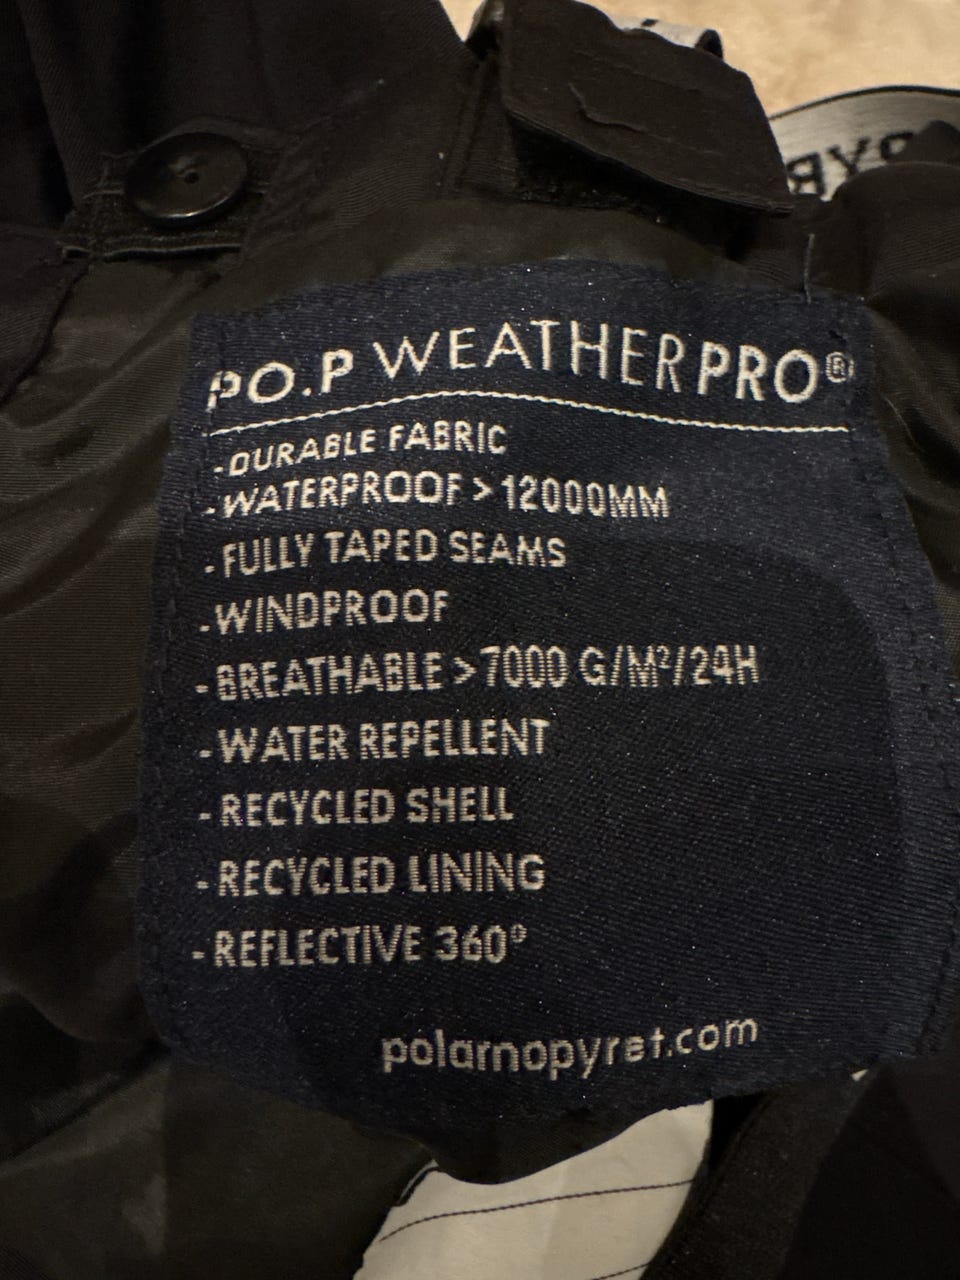 PO.P WEATHERPRO®
-DURABLE FABRIC
-WATERPROOF > 12000MM
-FULLY TAPED SEAMS
-WINDPROOF
-BREATHABLE > 7000 G/M²/24H
-WATER REPELLENT
-RECYCLED SHELL
-RECYCLED LINING
-REFLECTIVE 360°
polarnopyret.com